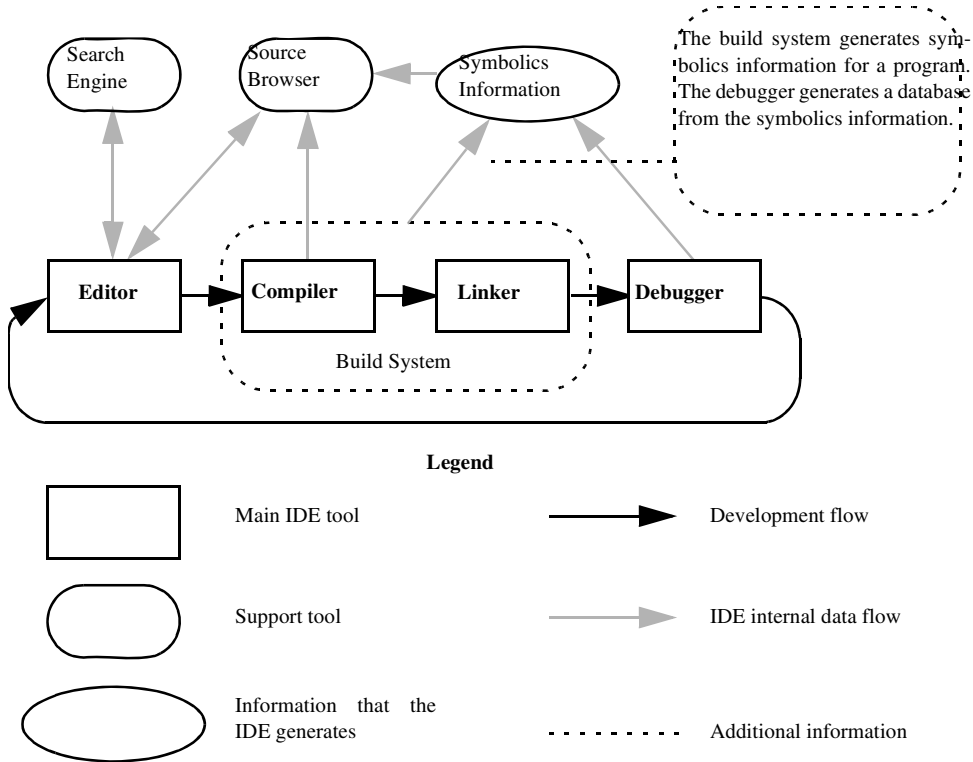 Search
Engine
Source
Browser
Symbolics
Information
The build system generates sym-
bolics information for a program.
The debugger generates a database
from the symbolics information.
Editor
Compiler
Linker
Debugger
Build System
Legend
Main IDE tool
Development flow
Support tool
IDE internal data flow
Information that the
IDE generates
Additional information